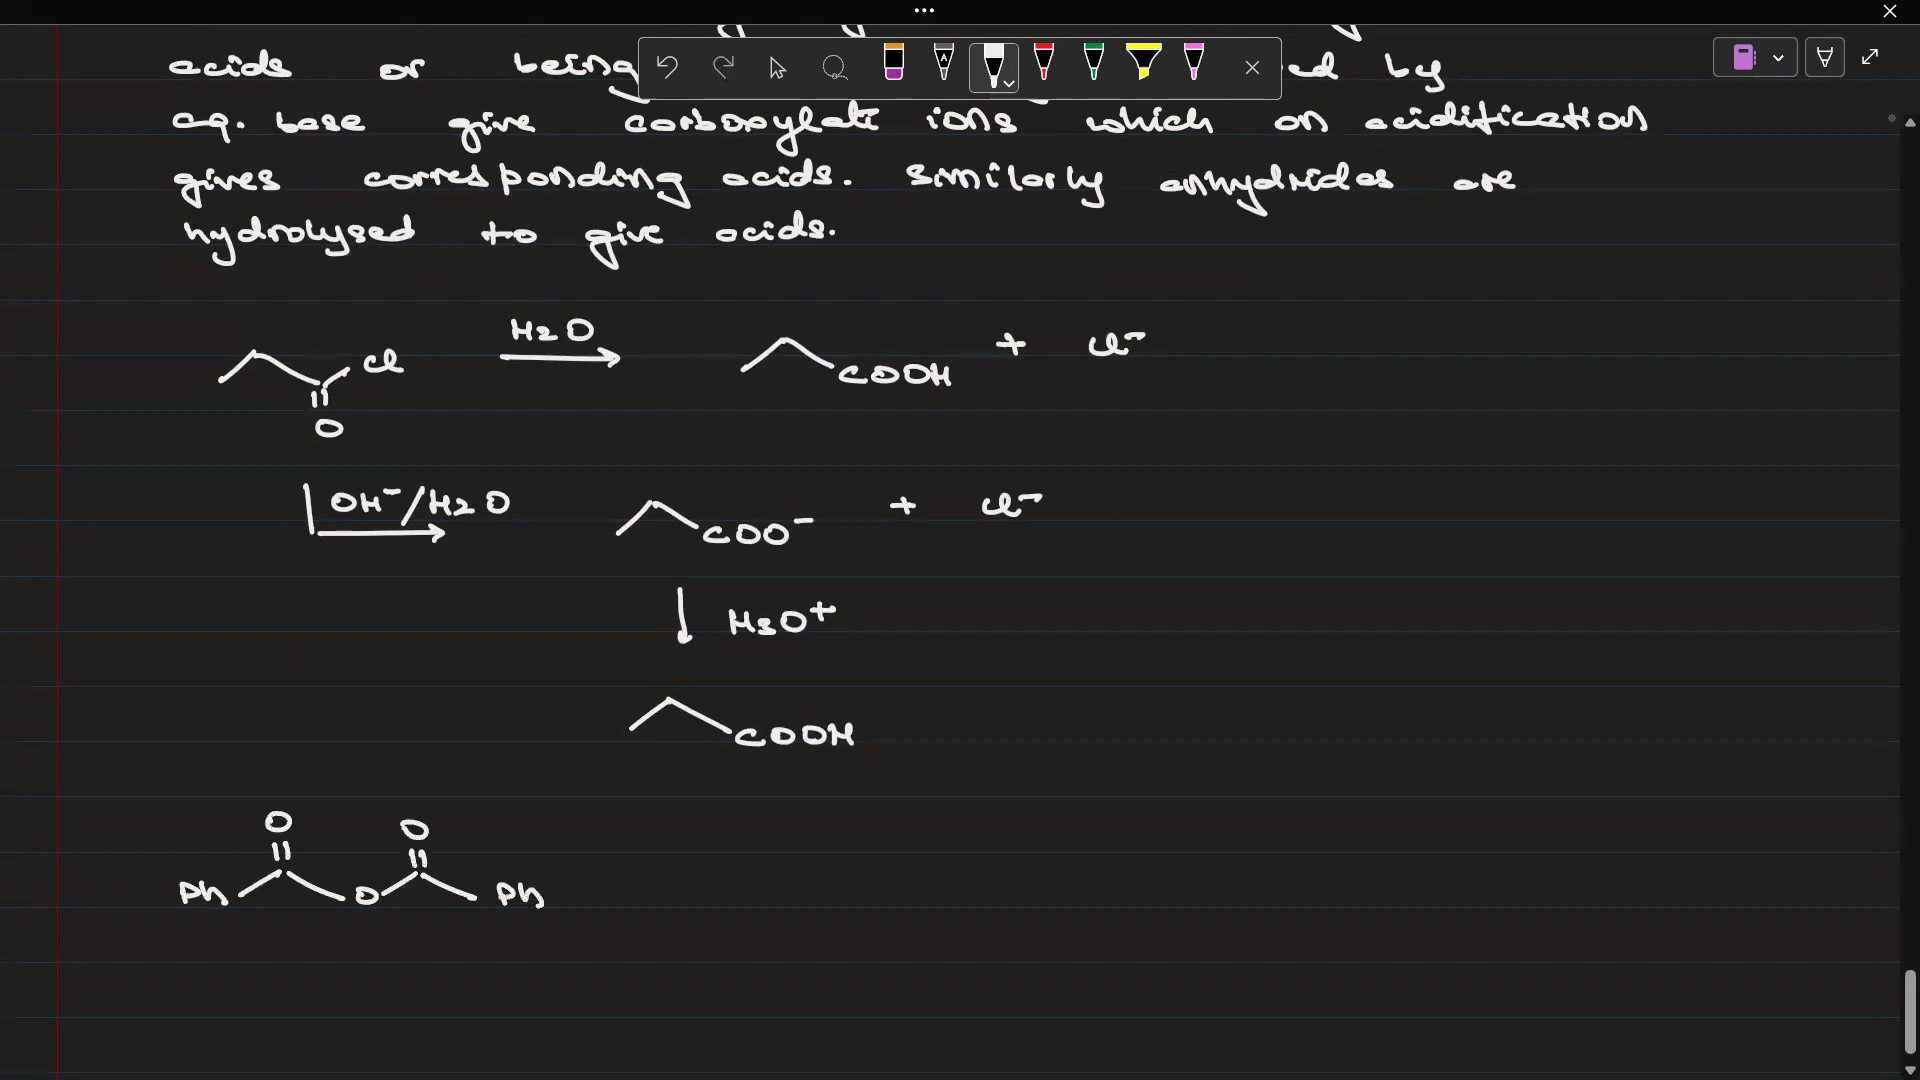 acids or being ed by
aq. base give carboxylate ions which on acidification
gives corresponding acids. Similarly anhydrides are
hydrolysed to give acids.
Cl H2O COOH + Cl⁻
O
OH⁻/H2O COO⁻ + Cl⁻
H3O+
COOH
O O
Ph O Ph